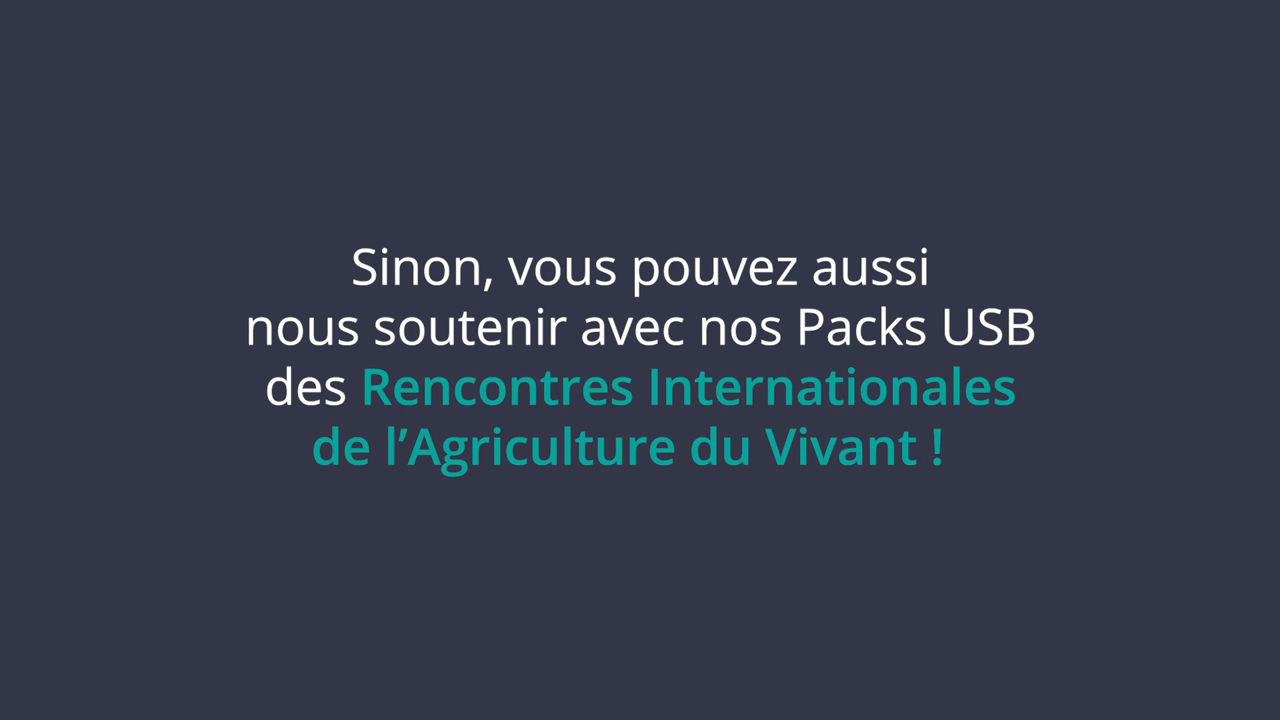 Sinon, vous pouvez aussi
nous soutenir avec nos Packs USB
des Rencontres Internationales
de l’Agriculture du Vivant !